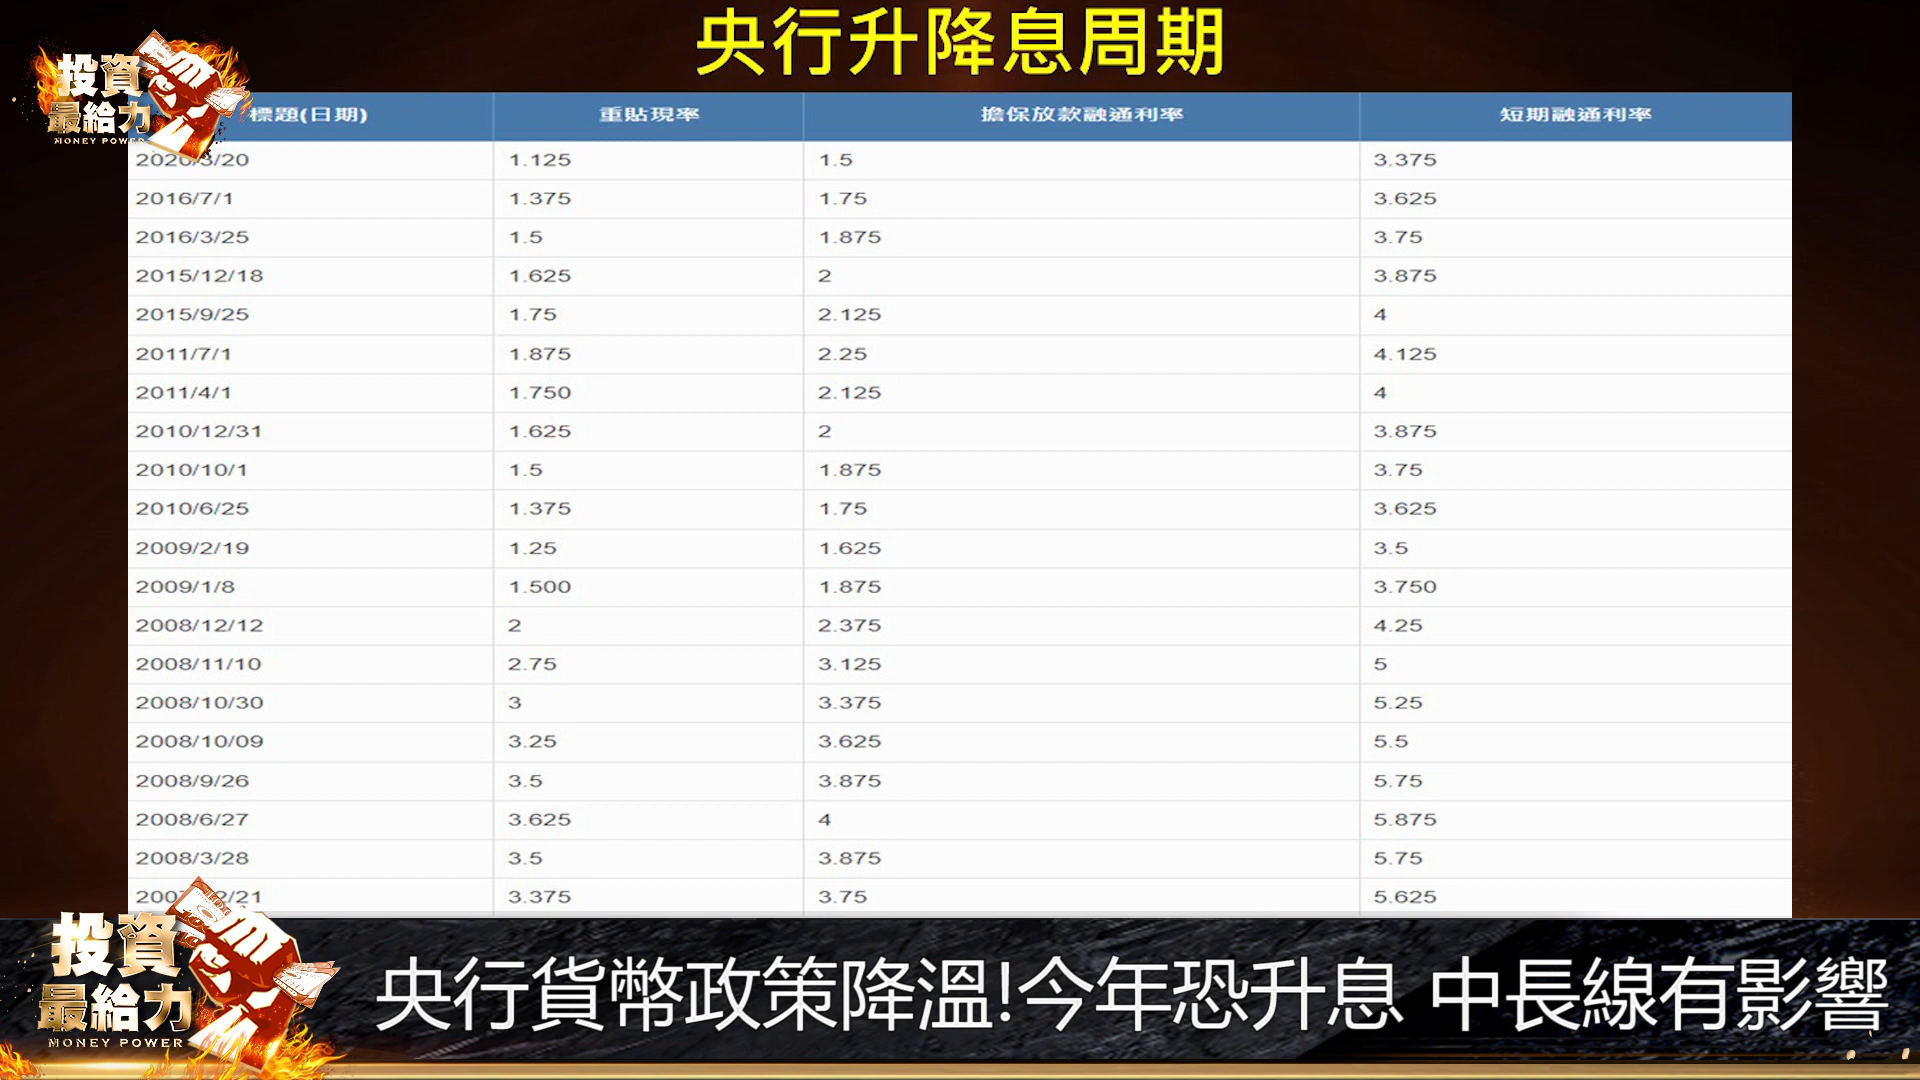 央行升降息周期
投資
最給力
MONEY POWER
標題(日期) 重貼現率 擔保放款融通利率 短期融通利率
2020/3/20 1.125 1.5 3.375
2016/7/1 1.375 1.75 3.625
2016/3/25 1.5 1.875 3.75
2015/12/18 1.625 2 3.875
2015/9/25 1.75 2.125 4
2011/7/1 1.875 2.25 4.125
2011/4/1 1.750 2.125 4
2010/12/31 1.625 2 3.875
2010/10/1 1.5 1.875 3.75
2010/6/25 1.375 1.75 3.625
2009/2/19 1.25 1.625 3.5
2009/1/8 1.500 1.875 3.750
2008/12/12 2 2.375 4.25
2008/11/10 2.75 3.125 5
2008/10/30 3 3.375 5.25
2008/10/09 3.25 3.625 5.5
2008/9/26 3.5 3.875 5.75
2008/6/27 3.625 4 5.875
2008/3/28 3.5 3.875 5.75
3.375 3.75 5.625
投資
最給力
MONEY POWER
央行貨幣政策降溫!今年恐升息 中長線有影響